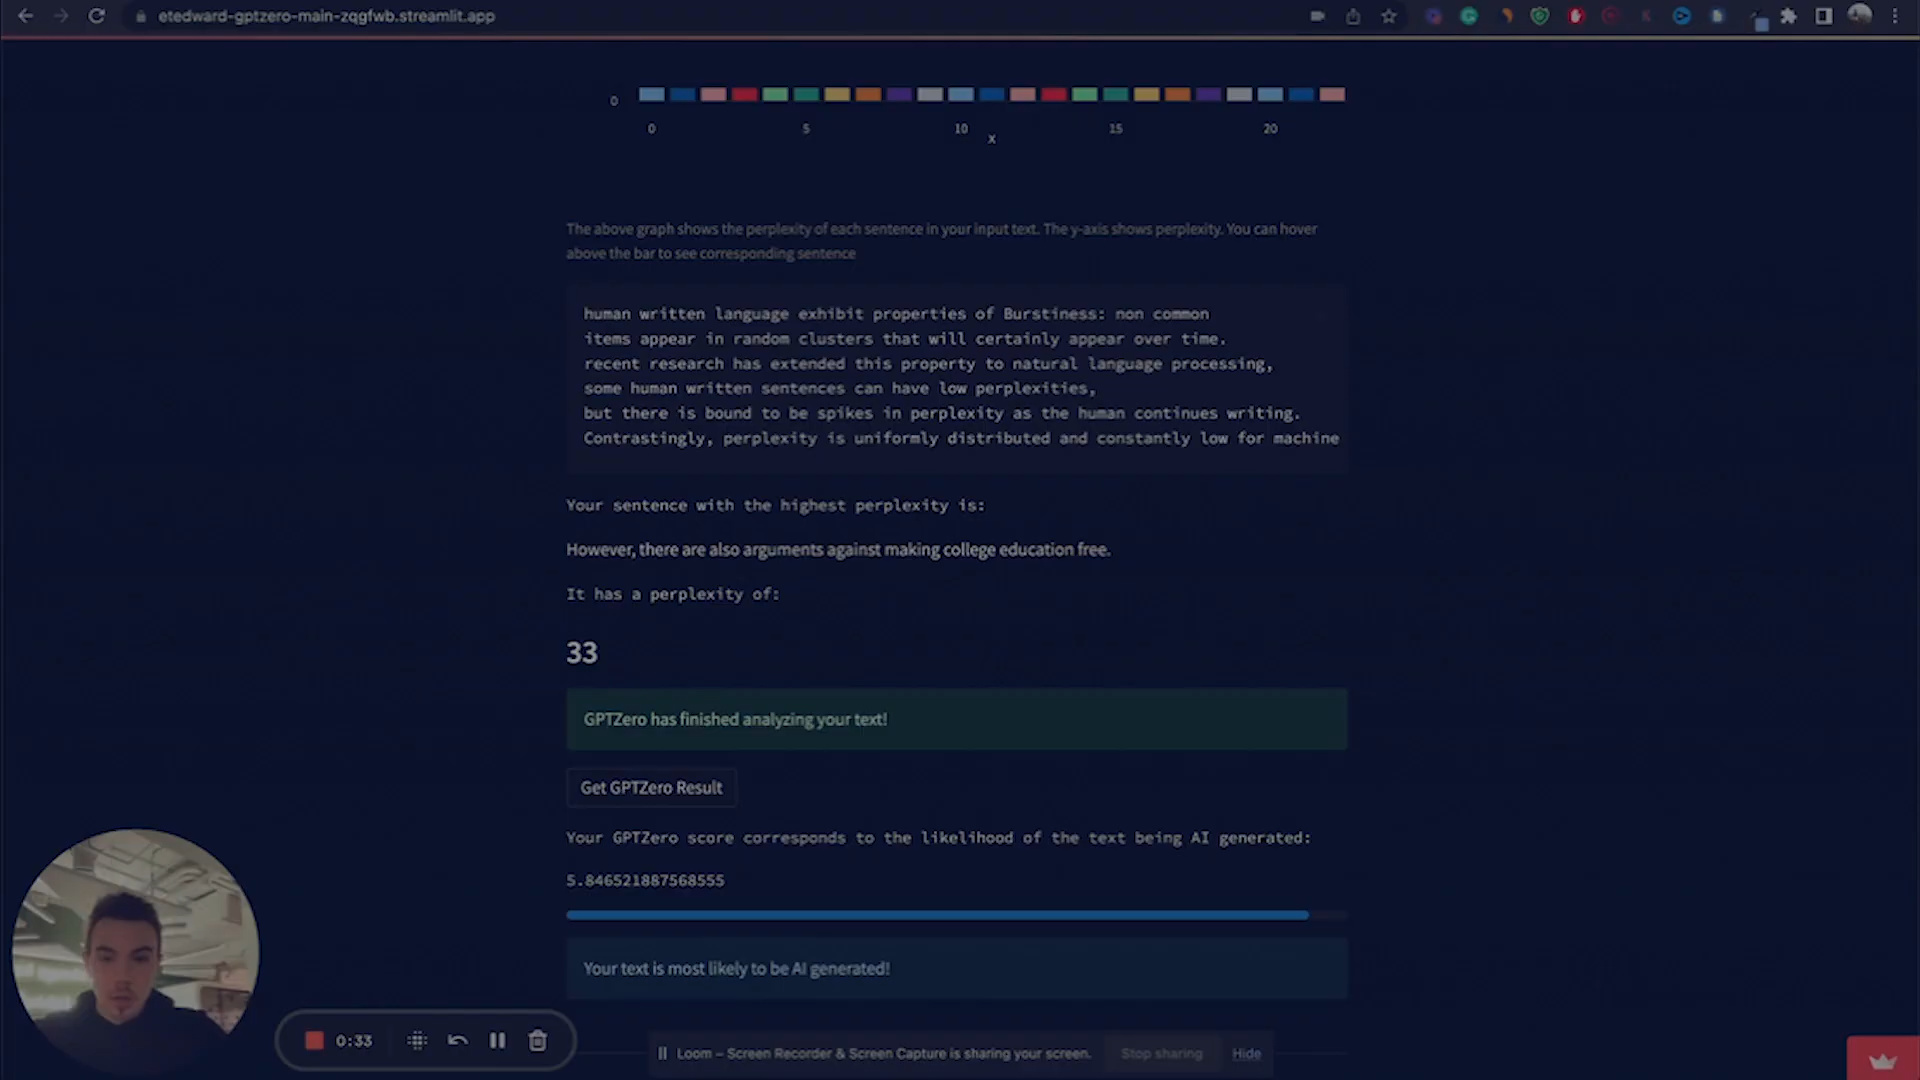 etedward-gptzero-main-zqgfwb.streamlit.app
0
0 5 10 15 20
x
The above graph shows the perplexity of each sentence in your input text. The y-axis shows perplexity. You can hover
above the bar to see corresponding sentence
human written language exhibit properties of Burstiness: non common
items appear in random clusters that will certainly appear over time.
recent research has extended this property to natural language processing,
some human written sentences can have low perplexities,
but there is bound to be spikes in perplexity as the human continues writing.
Contrastingly, perplexity is uniformly distributed and constantly low for machine
Your sentence with the highest perplexity is:
However, there are also arguments against making college education free.
It has a perplexity of:
33
GPTZero has finished analyzing your text!
Get GPTZero Result
Your GPTZero score corresponds to the likelihood of the text being AI generated:
5.846521887568555
Your text is most likely to be AI generated!
0:33
Loom – Screen Recorder & Screen Capture is sharing your screen.
Stop sharing
Hide